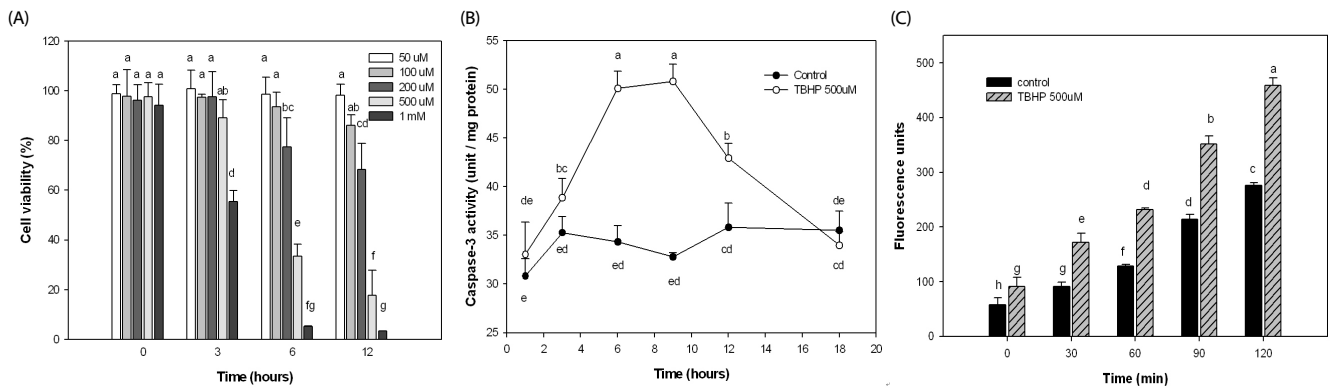 (A)
Cell viability (%)
120
100
80
60
40
20
0
50 uM
100 uM
200 uM
500 uM
1 mM
a a a a a
a a a ab d
a a bc e fg
a ab cd f g
0 3 6 12
Time (hours)
(B)
Caspase-3 activity (unit / mg protein)
55
50
45
40
35
30
25
Control
TBHP 500uM
a a
b
bc
de de
ed ed ed cd cd
e
0 2 4 6 8 10 12 14 16 18 20
Time (hours)
(C)
Fluorescence units
500
400
300
200
100
0
control
TBHP 500uM
h g g e f d d b c a
0 30 60 90 120
Time (min)